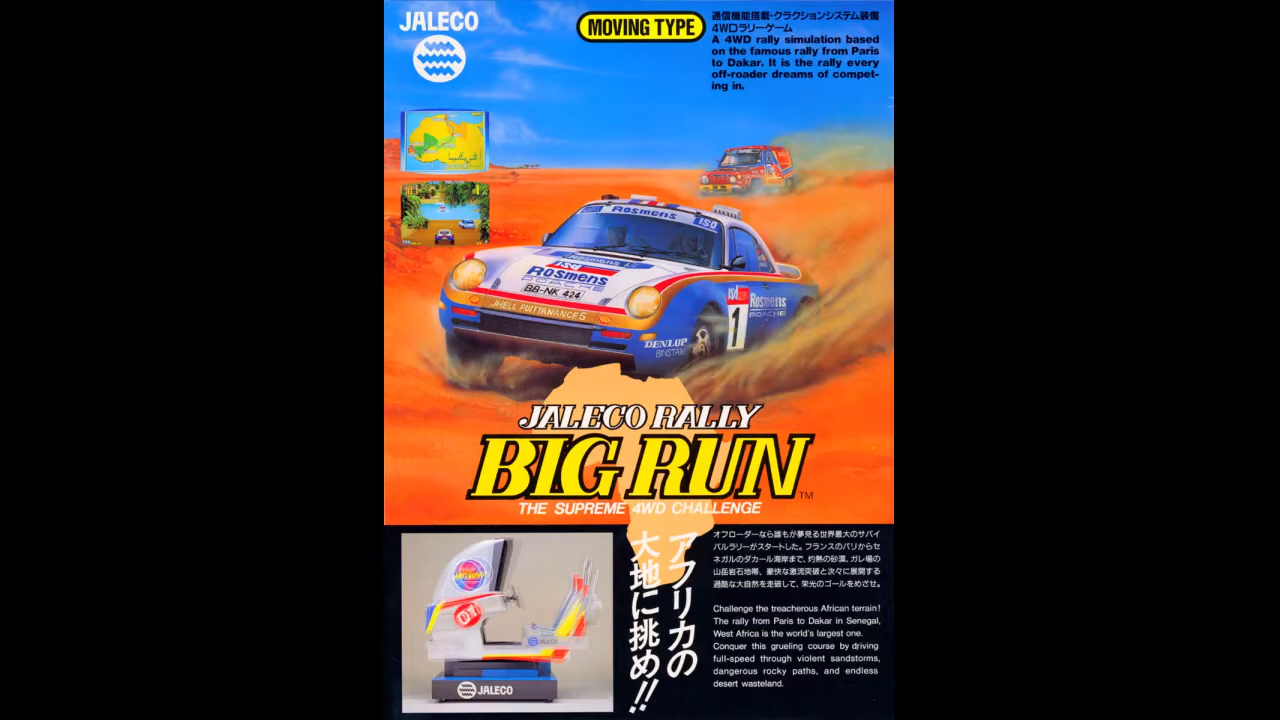 JALECO
MOVING TYPE
通信機能搭載・クラクションシステム装備
4WDラリーゲーム
A 4WD rally simulation based
on the famous rally from Paris
to Dakar. It is the rally every
off-roader dreams of compet-
ing in.
Rosmens
ISO
Rosmens
PORSCHE
BB-NK 424
JHELL PWTTANANCE5
DENLOP
BINSTAIN
isd
Rosmens
1
JALECO RALLY
BIG RUN TM
THE SUPREME 4WD CHALLENGE
アフリカの
大地に挑め!!
オフローダーなら誰もが夢見る世界最大のサバイ
バルラリーがスタートした。フランスのパリからセ
ネガルのダカール海岸まで、灼熱の砂漠、ガレ場の
山岳岩石地帯、豪快な激流突破と次々に展開する
過酷な大自然を走破して、栄光のゴールをめざせ。
Challenge the treacherous African terrain!
The rally from Paris to Dakar in Senegal,
West Africa is the world's largest one.
Conquer this grueling course by driving
full-speed through violent sandstorms,
dangerous rocky paths, and endless
desert wasteland.
JALECO
JALECO